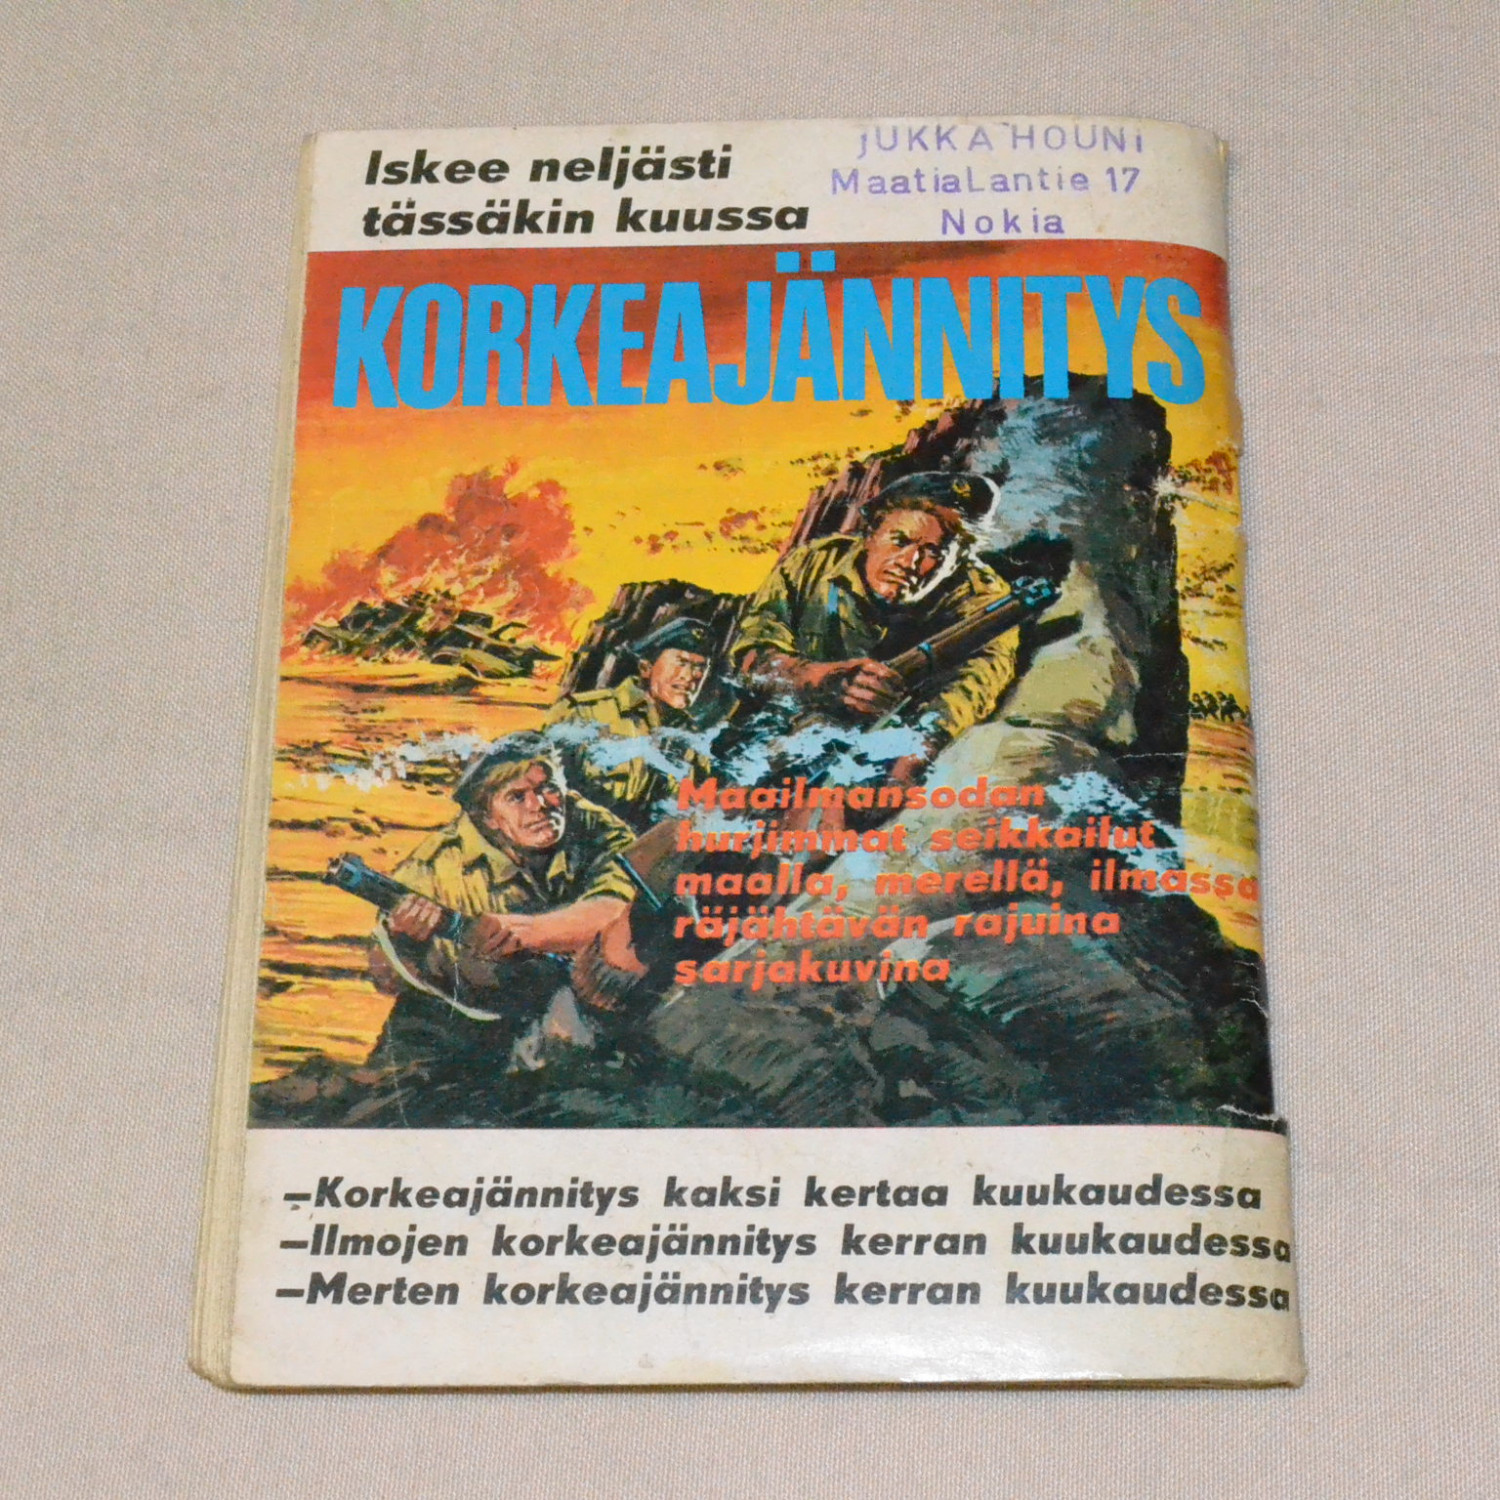 Iskee neljästi
tässäkin kuussa
jUKKA HOUNi
MaatiaLantie 17
Nokia
KORKEAJÄNNITYS
Maailmansodan
hurjimmat seikkailut
maalla, merellä, ilmassa
räjähtävän rajuina
sarjakuvina
–Korkeajännitys kaksi kertaa kuukaudessa
–Ilmojen korkeajännitys kerran kuukaudessa
–Merten korkeajännitys kerran kuukaudessa